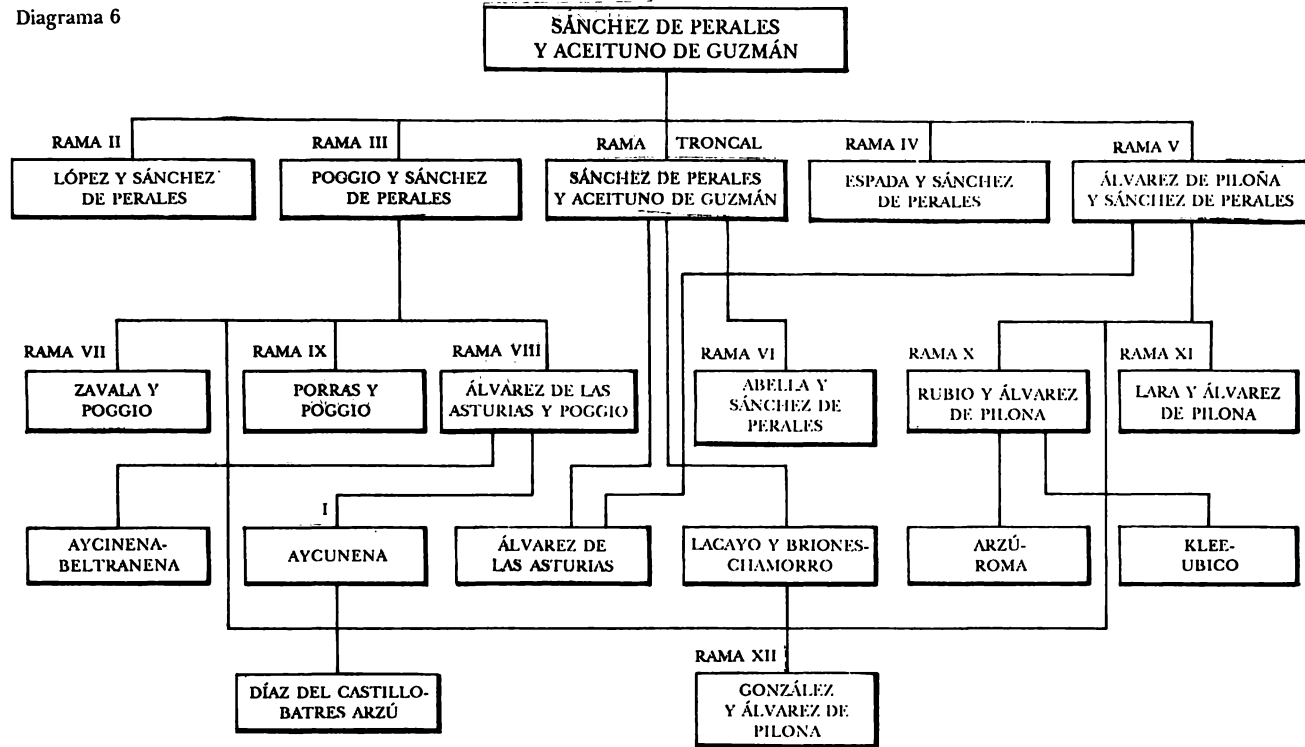 Diagrama 6
SÁNCHEZ DE PERALES
Y ACEITUNO DE GUZMÁN
RAMA II
LÓPEZ Y SÁNCHEZ
DE PERALES
RAMA III
POGGIO Y SÁNCHEZ
DE PERALES
RAMA TRONCAL
SÁNCHEZ DE PERALES
Y ACEITUNO DE GUZMÁN
RAMA IV
ESPADA Y SÁNCHEZ
DE PERALES
RAMA V
ÁLVAREZ DE PILOÑA
Y SÁNCHEZ DE PERALES
RAMA VII
ZAVALA Y
POGGIO
RAMA IX
PORRAS Y
POGGIO
RAMA VIII
ÁLVAREZ DE LAS
ASTURIAS Y POGGIO
RAMA VI
ABELLA Y
SÁNCHEZ DE
PERALES
RAMA X
RUBIO Y ÁLVAREZ
DE PILONA
RAMA XI
LARA Y ÁLVAREZ
DE PILONA
AYCINENA-
BELTRANENA
I
AYCUNENA
ÁLVAREZ DE
LAS ASTURIAS
LACAYO Y BRIONES-
CHAMORRO
ARZÚ-
ROMA
KLEE-
UBICO
DÍAZ DEL CASTILLO-
BATRES ARZÚ
RAMA XII
GONZÁLEZ
Y ÁLVAREZ DE
PILONA